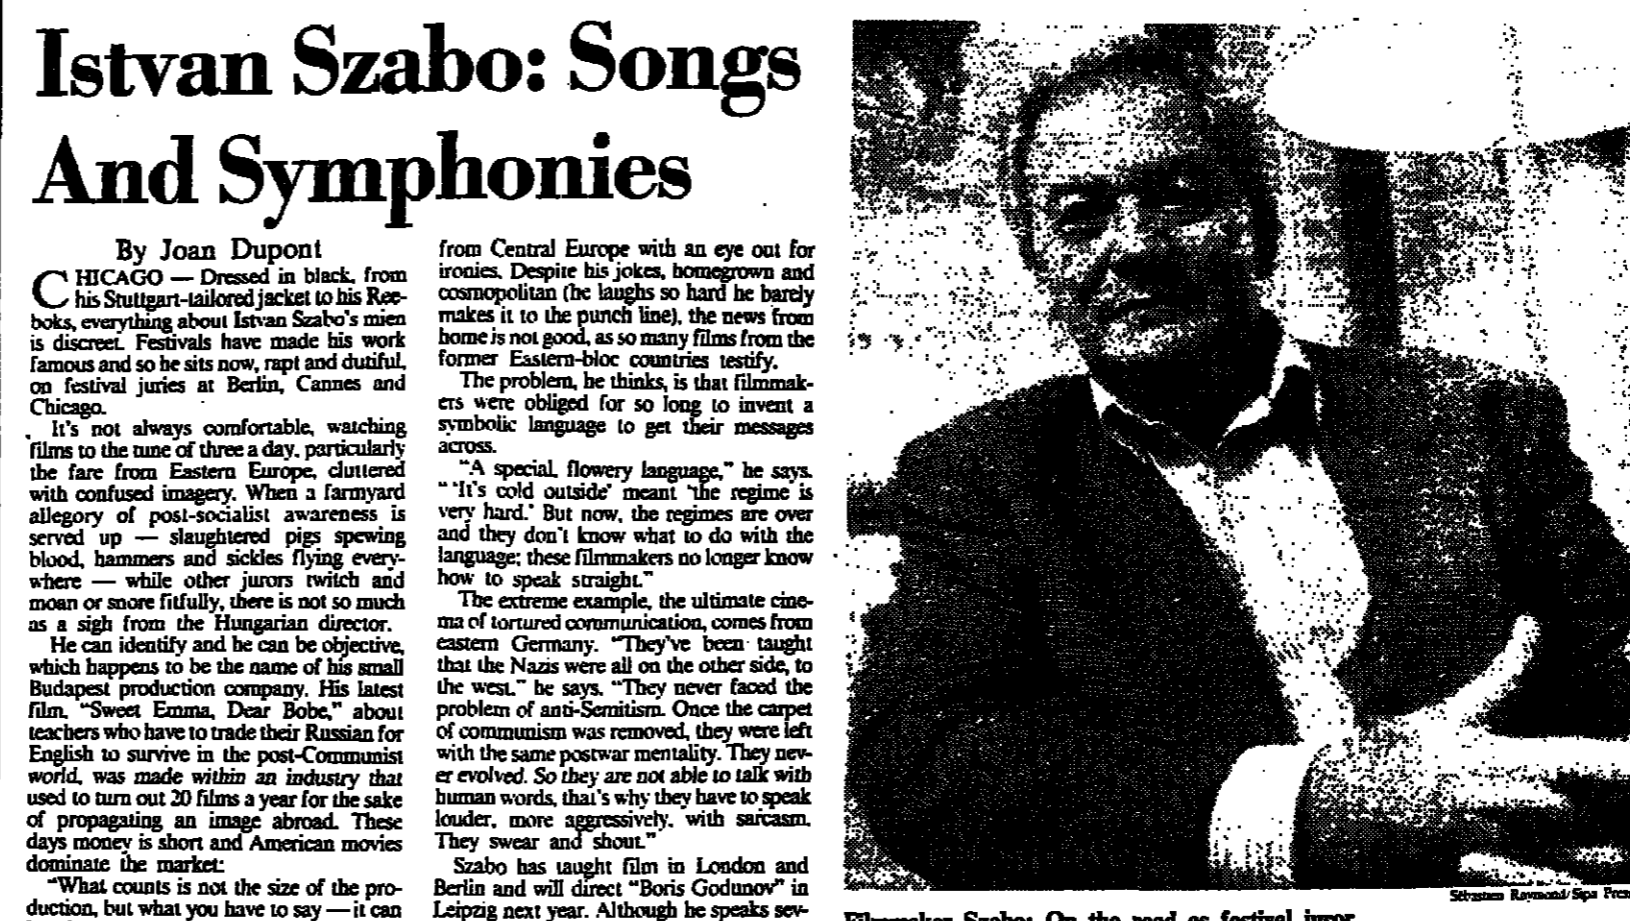 Istvan Szabo: Songs
And Symphonies
By Joan Dupont
CHICAGO — Dressed in black, from
his Stuttgart-tailored jacket to his Ree-
boks, everything about Istvan Szabo's mien
is discreet. Festivals have made his work
famous and so he sits now, rapt and dutiful,
on festival juries at Berlin, Cannes and
Chicago.
It's not always comfortable, watching
films to the tune of three a day, particularly
the fare from Eastern Europe, cluttered
with confused imagery. When a farmyard
allegory of post-socialist awareness is
served up — slaughtered pigs spewing
blood, hammers and sickles flying every-
where — while other jurors twitch and
moan or snore fitfully, there is not so much
as a sigh from the Hungarian director.
He can identify and he can be objective,
which happens to be the name of his small
Budapest production company. His latest
film, "Sweet Emma, Dear Bobe," about
teachers who have to trade their Russian for
English to survive in the post-Communist
world, was made within an industry that
used to turn out 20 films a year for the sake
of propagating an image abroad. These
days money is short and American movies
dominate the market:
"What counts is not the size of the pro-
duction, but what you have to say — it can
from Central Europe with an eye out for
ironies. Despite his jokes, homegrown and
cosmopolitan (he laughs so hard he barely
makes it to the punch line), the news from
home is not good, as so many films from the
former Eastern-bloc countries testify.
The problem, he thinks, is that filmmak-
ers were obliged for so long to invent a
symbolic language to get their messages
across.
"A special, flowery language," he says.
"'It's cold outside' meant 'the regime is
very hard.' But now, the regimes are over
and they don't know what to do with the
language; these filmmakers no longer know
how to speak straight."
The extreme example, the ultimate cine-
ma of tortured communication, comes from
eastern Germany. "They've been taught
that the Nazis were all on the other side, to
the west," he says. "They never faced the
problem of anti-Semitism. Once the carpet
of communism was removed, they were left
with the same postwar mentality. They nev-
er evolved. So they are not able to talk with
human words, that's why they have to speak
louder, more aggressively, with sarcasm.
They swear and shout."
Szabo has taught film in London and
Berlin and will direct "Boris Godunov" in
Leipzig next year. Although he speaks sev-
Sébastien Raymond/Sipa Press
Filmmaker Szabo: On the road as festival juror.